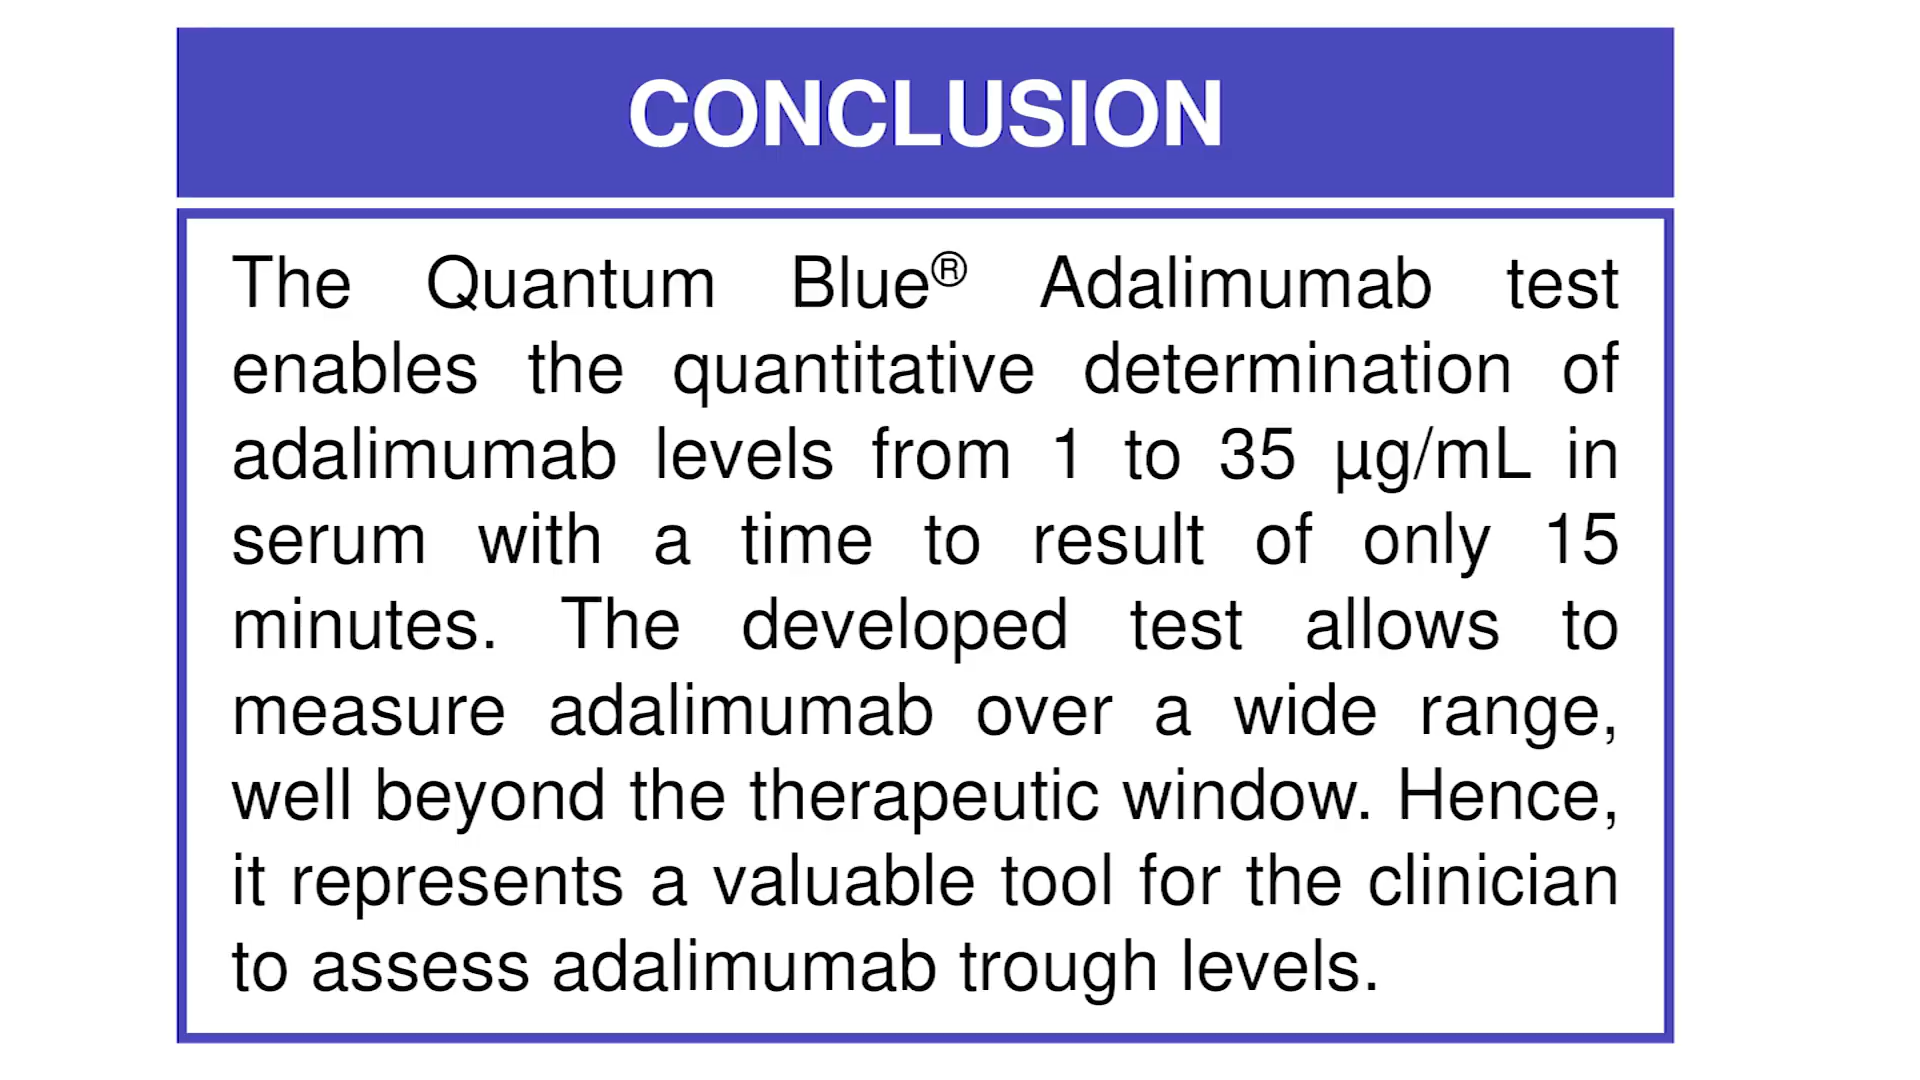 CONCLUSION
The Quantum Blue® Adalimumab test
enables the quantitative determination of
adalimumab levels from 1 to 35 µg/mL in
serum with a time to result of only 15
minutes. The developed test allows to
measure adalimumab over a wide range,
well beyond the therapeutic window. Hence,
it represents a valuable tool for the clinician
to assess adalimumab trough levels.